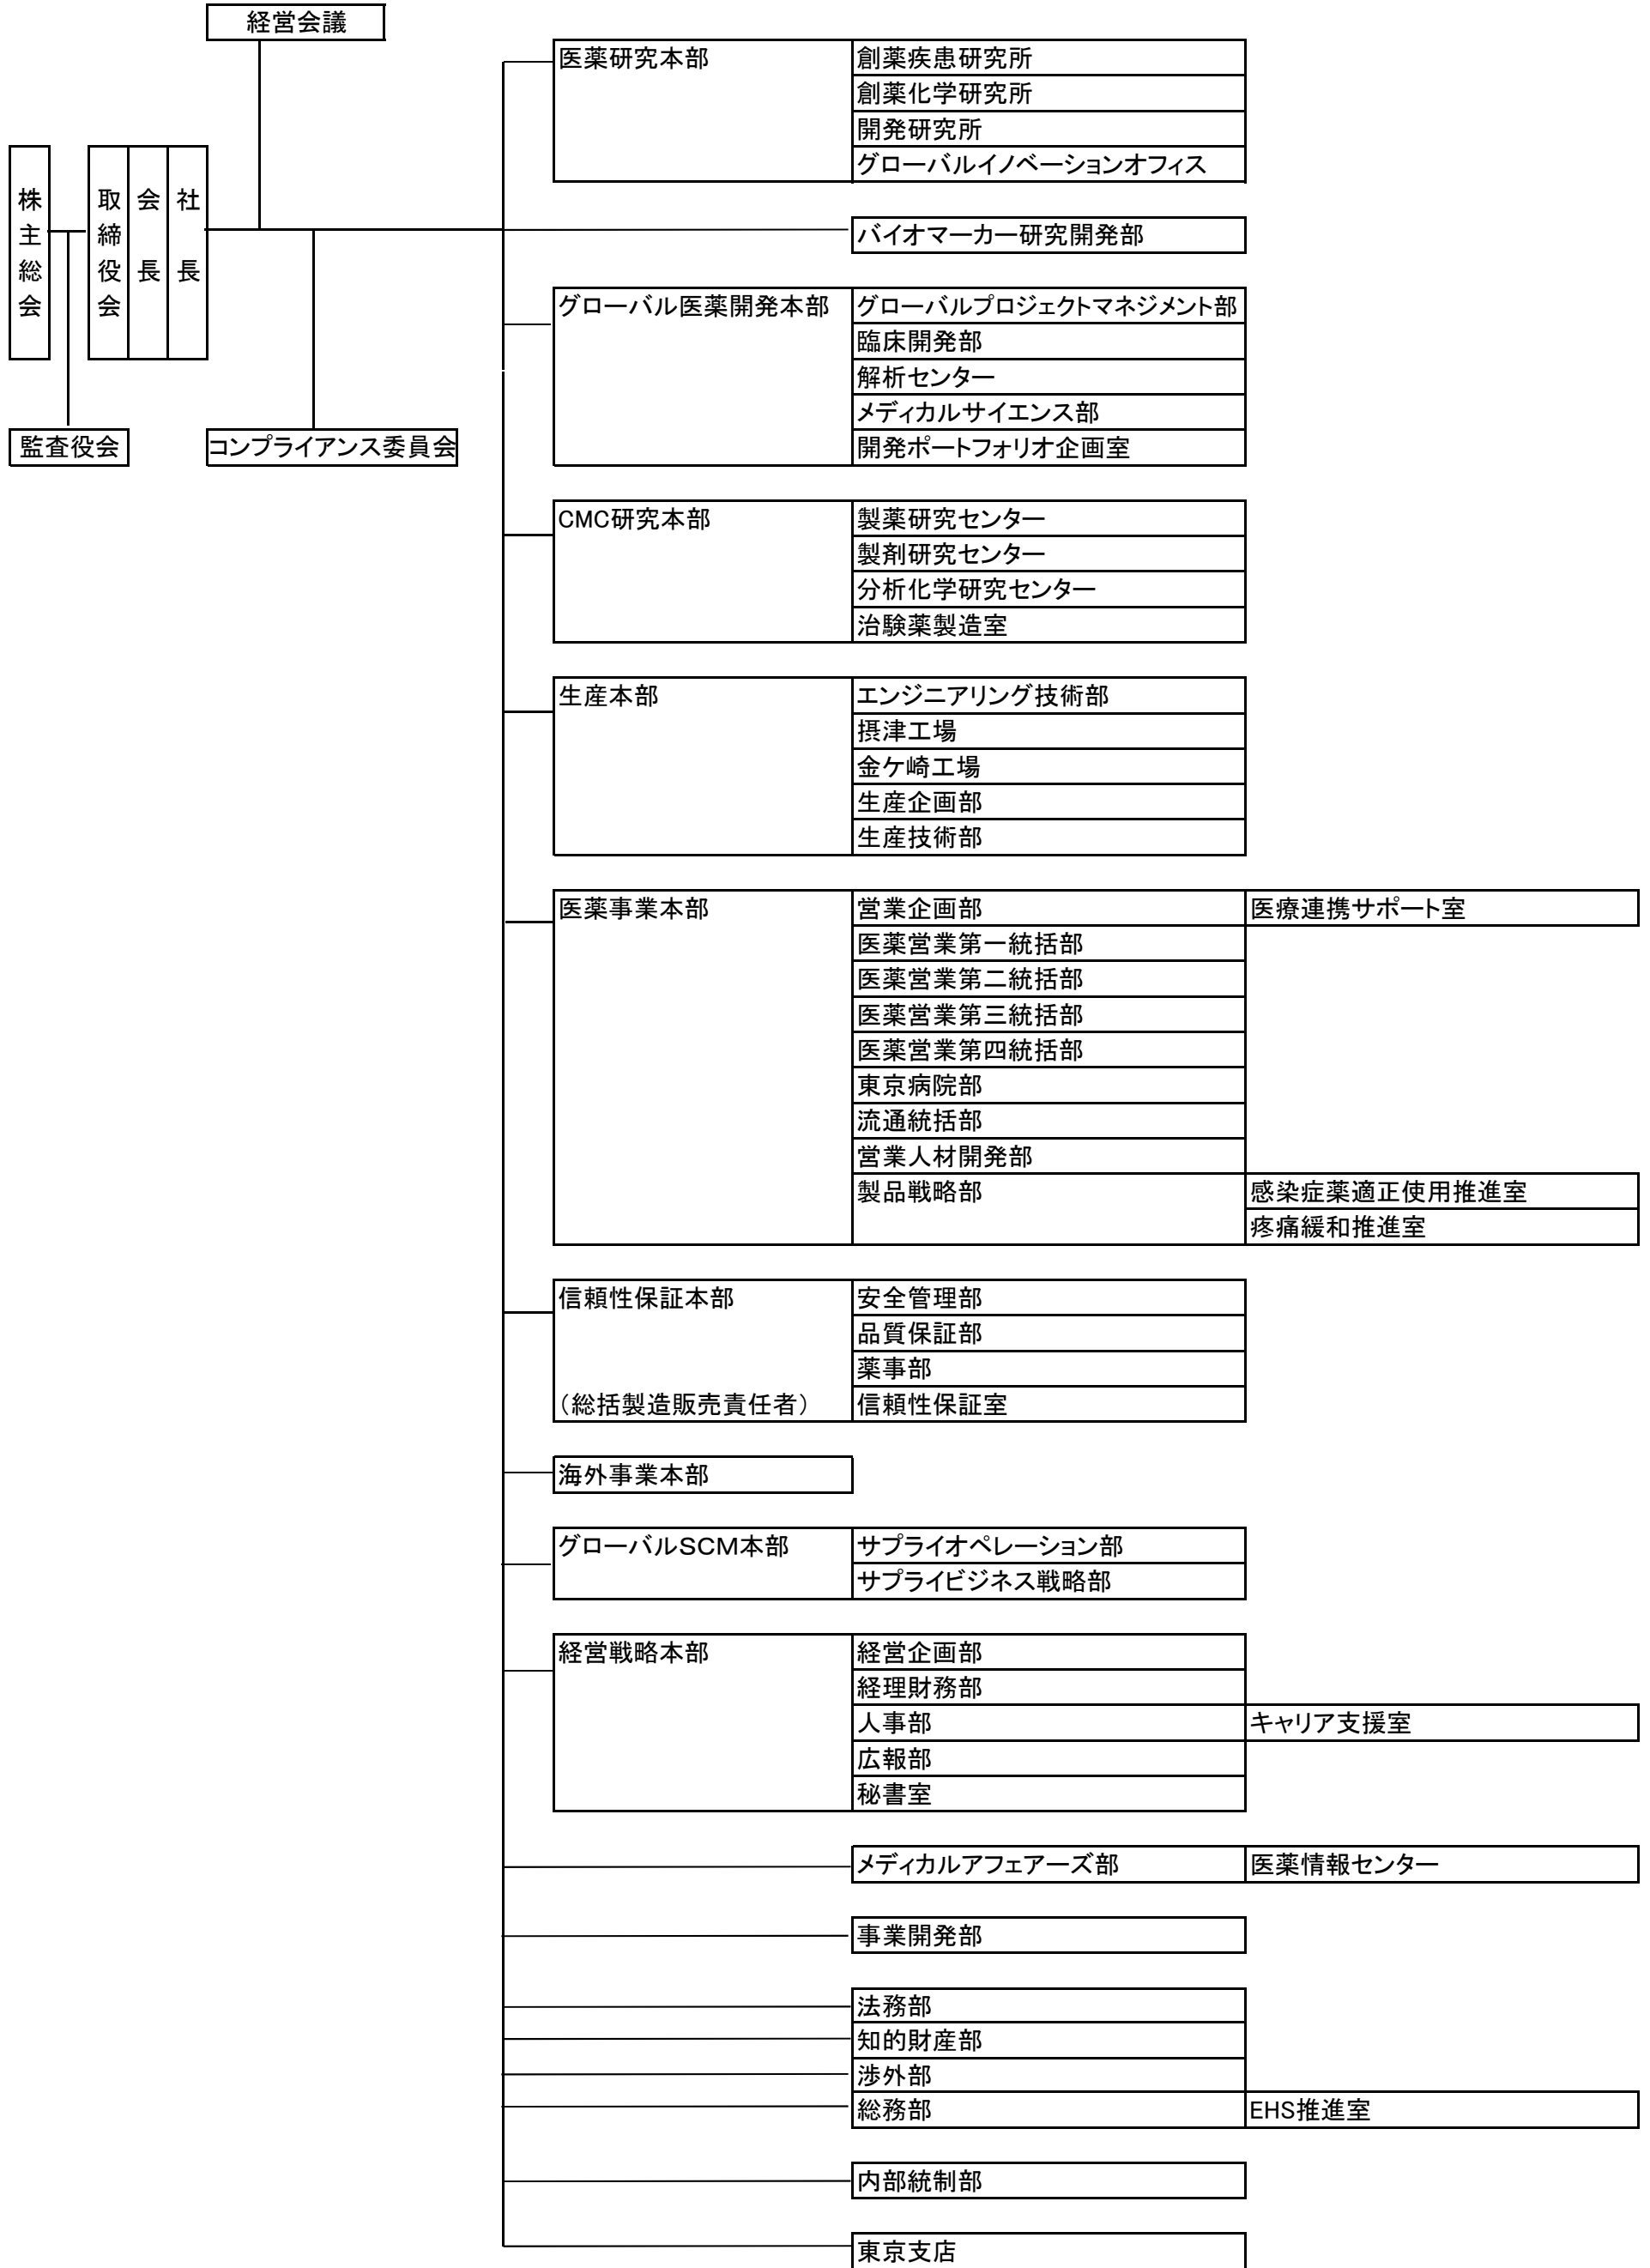 経営会議
株主総会
取締役会
会長
社長
監査役会
コンプライアンス委員会
医薬研究本部
創薬疾患研究所
創薬化学研究所
開発研究所
グローバルイノベーションオフィス
バイオマーカー研究開発部
グローバル医薬開発本部
グローバルプロジェクトマネジメント部
臨床開発部
解析センター
メディカルサイエンス部
開発ポートフォリオ企画室
CMC研究本部
製薬研究センター
製剤研究センター
分析化学研究センター
治験薬製造室
生産本部
エンジニアリング技術部
摂津工場
金ケ崎工場
生産企画部
生産技術部
医薬事業本部
営業企画部
医療連携サポート室
医薬営業第一統括部
医薬営業第二統括部
医薬営業第三統括部
医薬営業第四統括部
東京病院部
流通統括部
営業人材開発部
製品戦略部
感染症薬適正使用推進室
疼痛緩和推進室
信頼性保証本部
（総括製造販売責任者）
安全管理部
品質保証部
薬事部
信頼性保証室
海外事業本部
グローバルSCM本部
サプライオペレーション部
サプライビジネス戦略部
経営戦略本部
経営企画部
経理財務部
人事部
キャリア支援室
広報部
秘書室
メディカルアフェアーズ部
医薬情報センター
事業開発部
法務部
知的財産部
渉外部
総務部
EHS推進室
内部統制部
東京支店